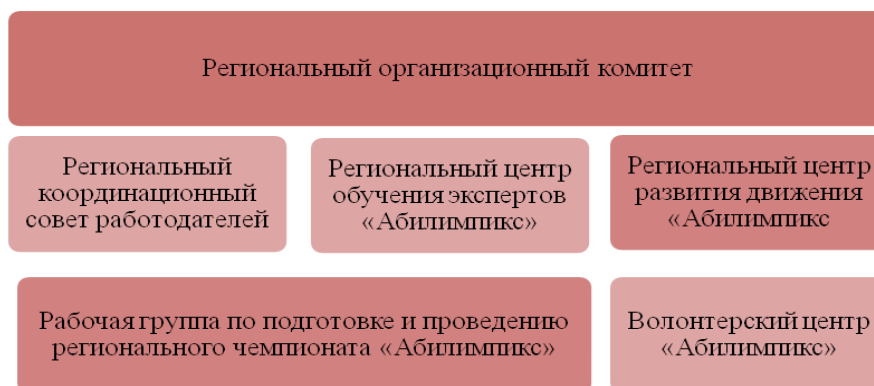 Региональный организационный комитет
Региональный
координационный
совет работодателей
Региональный центр
обучения экспертов
«Абилимпикс»
Региональный центр
развития движения
«Абилимпикс
Рабочая группа по подготовке и проведению
регионального чемпионата «Абилимпикс»
Волонтерский центр
«Абилимпикс»